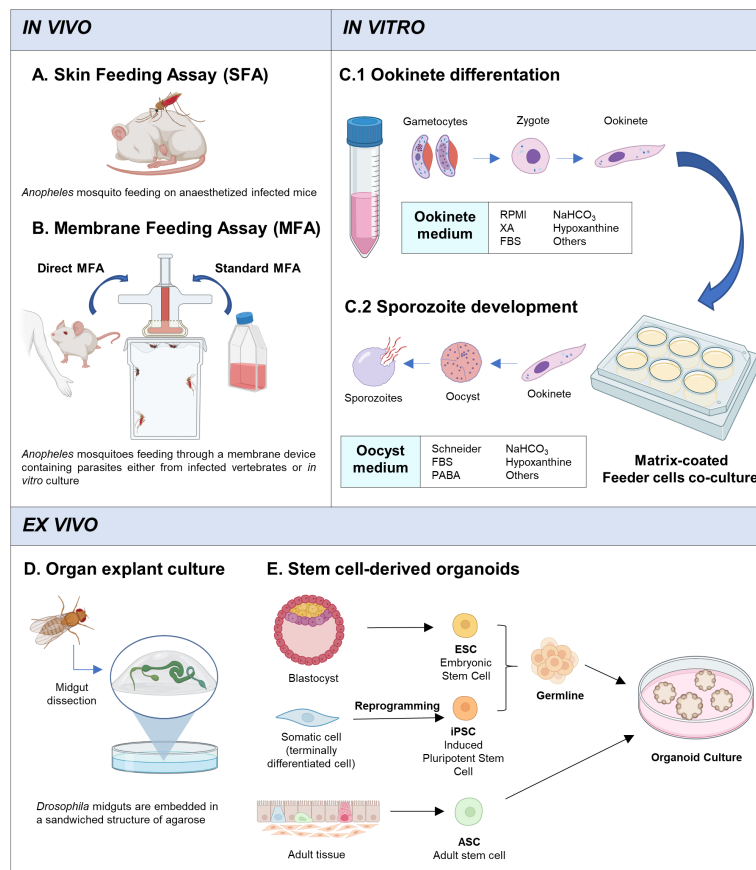 IN VIVO
A. Skin Feeding Assay (SFA)
Anopheles mosquito feeding on anaesthetized infected mice
B. Membrane Feeding Assay (MFA)
Direct MFA
Standard MFA
Anopheles mosquitoes feeding through a membrane device
containing parasites either from infected vertebrates or in
vitro culture
IN VITRO
C.1 Ookinete differentation
Gametocytes
Zygote
Ookinete
Ookinete
medium
RPMI NaHCO₃
XA Hypoxanthine
FBS Others
C.2 Sporozoite development
Sporozoites
Oocyst
Ookinete
Oocyst
medium
Schneider NaHCO₃
FBS Hypoxanthine
PABA Others
Matrix-coated
Feeder cells co-culture
EX VIVO
D. Organ explant culture
Midgut
dissection
Drosophila midguts are embedded in
a sandwiched structure of agarose
E. Stem cell-derived organoids
Blastocyst
ESC
Embryonic
Stem Cell
Germline
Reprogramming
Somatic cell
(terminally
differentiated cell)
iPSC
Induced
Pluripotent Stem
Cell
Organoid Culture
Adult tissue
ASC
Adult stem cell